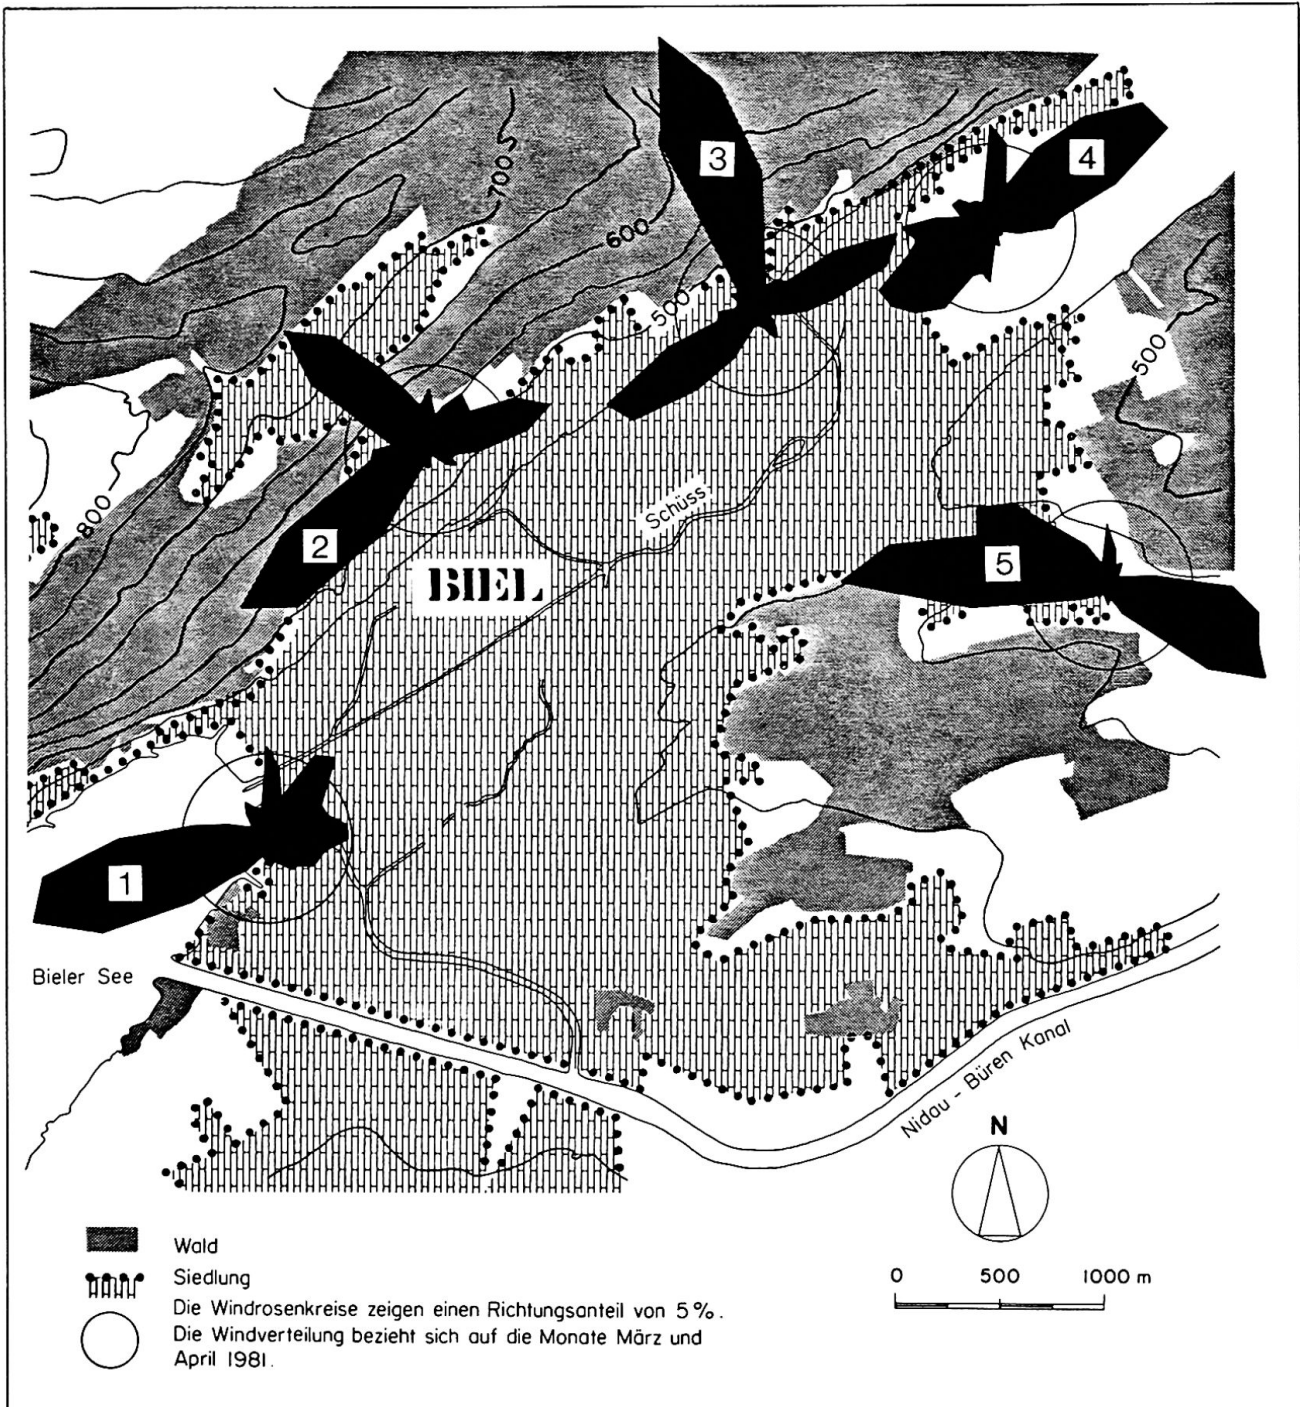 3
4
700
600
500
500
800
2
Schüss
BIEL
5
1
Bieler See
Nidau - Büren Kanal
N
Wald
Siedlung
0 500 1000 m
Die Windrosenkreise zeigen einen Richtungsanteil von 5%.
Die Windverteilung bezieht sich auf die Monate März und
April 1981.